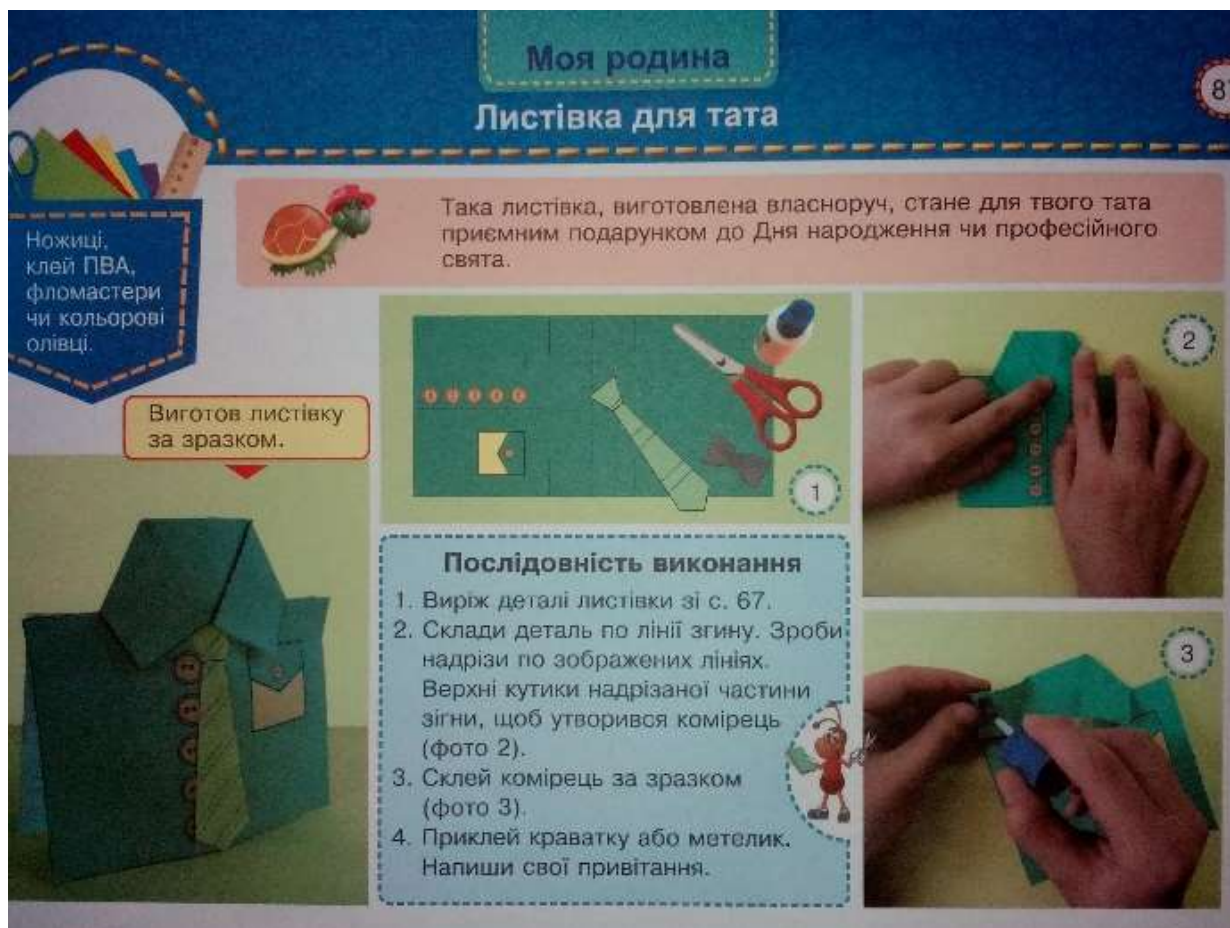 Моя родина
8
Листівка для тата
Ножиці,
клей ПВА,
фломастери
чи кольорові
олівці.
Така листівка, виготовлена власноруч, стане для твого тата
приємним подарунком до Дня народження чи професійного
свята.
Виготов листівку
за зразком.
1
2
3
Послідовність виконання
1. Виріж деталі листівки зі с. 67.
2. Склади деталь по лінії згину. Зроби
надрізи по зображених лініях.
Верхні кутики надрізаної частини
зігни, щоб утворився комірець
(фото 2).
3. Склей комірець за зразком
(фото 3).
4. Приклей краватку або метелик.
Напиши свої привітання.